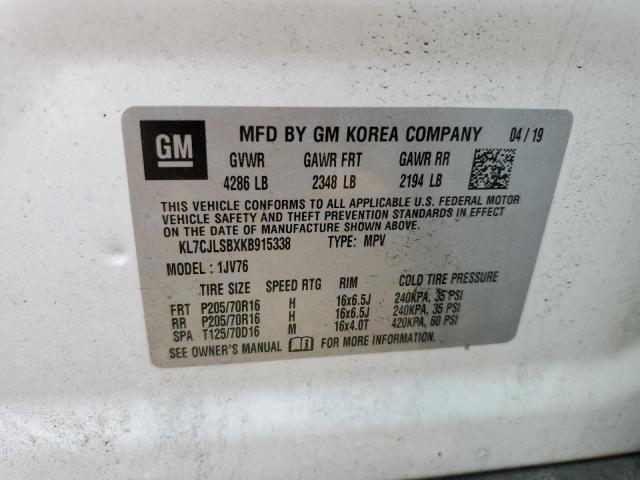 GM MFD BY GM KOREA COMPANY 04/19
GVWR GAWR FRT GAWR RR
4286 LB 2348 LB 2194 LB
THIS VEHICLE CONFORMS TO ALL APPLICABLE U.S. FEDERAL MOTOR
VEHICLE SAFETY AND THEFT PREVENTION STANDARDS IN EFFECT
ON THE DATE OF MANUFACTURE SHOWN ABOVE.
KL7CJLSBXKB915338 TYPE: MPV
MODEL: 1JV76
TIRE SIZE SPEED RTG RIM COLD TIRE PRESSURE
FRT P205/70R16 H 16x6.5J 240KPA, 35 PSI
RR P205/70R16 H 16x6.5J 240KPA, 35 PSI
SPA T125/70D16 M 16x4.0T 420KPA, 60 PSI
SEE OWNER'S MANUAL FOR MORE INFORMATION.